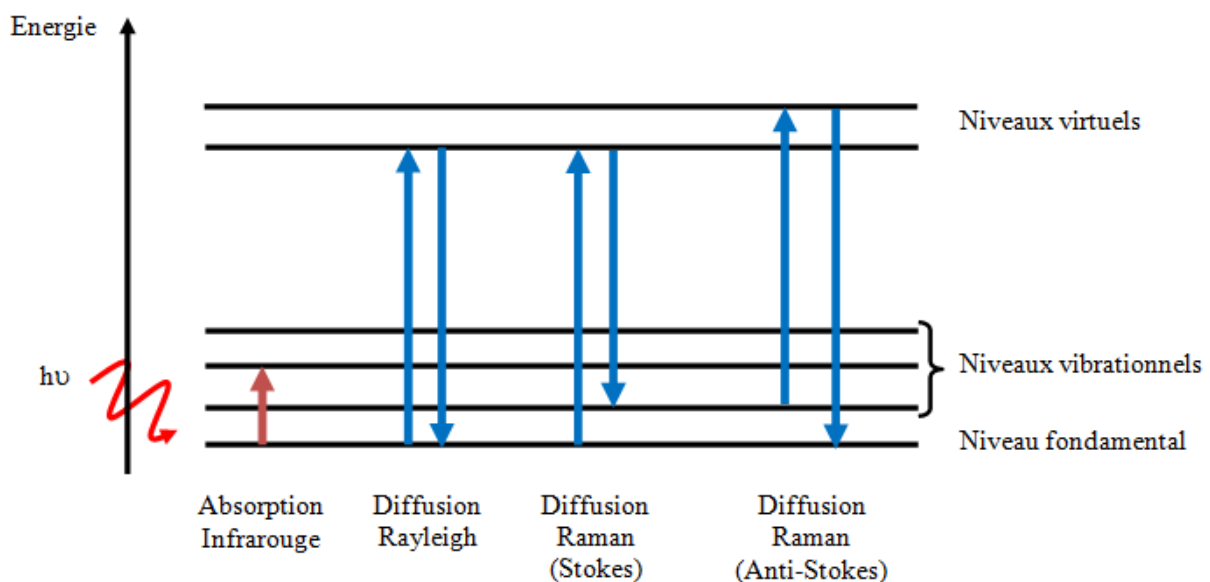 Energie
Niveaux virtuels
hυ
Niveaux vibrationnels
Niveau fondamental
Absorption
Infrarouge
Diffusion
Rayleigh
Diffusion
Raman
(Stokes)
Diffusion
Raman
(Anti-Stokes)